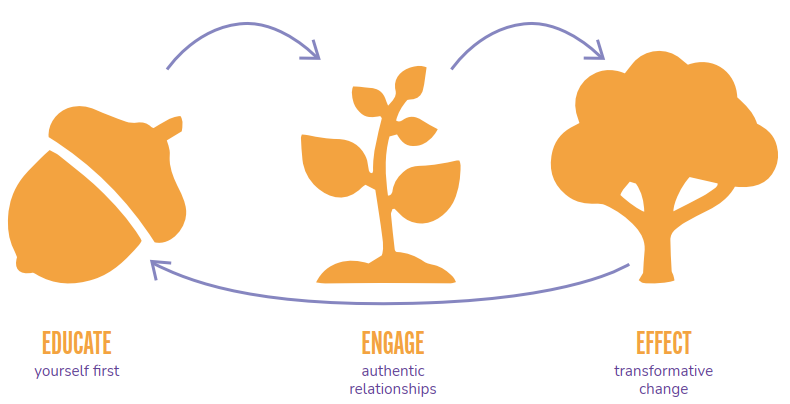 EDUCATE
yourself first
ENGAGE
authentic
relationships
EFFECT
transformative
change